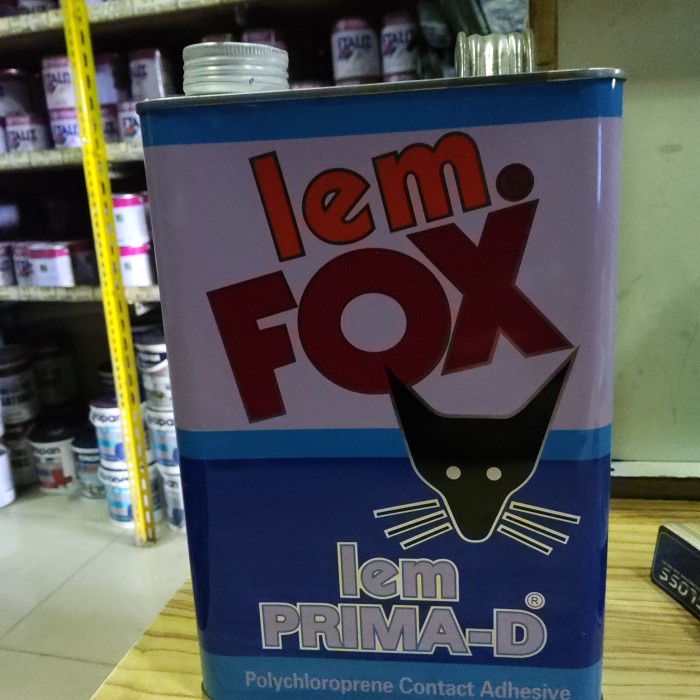 lem®
FOX
lem
PRIMA-D®
Polychloroprene Contact Adhesive